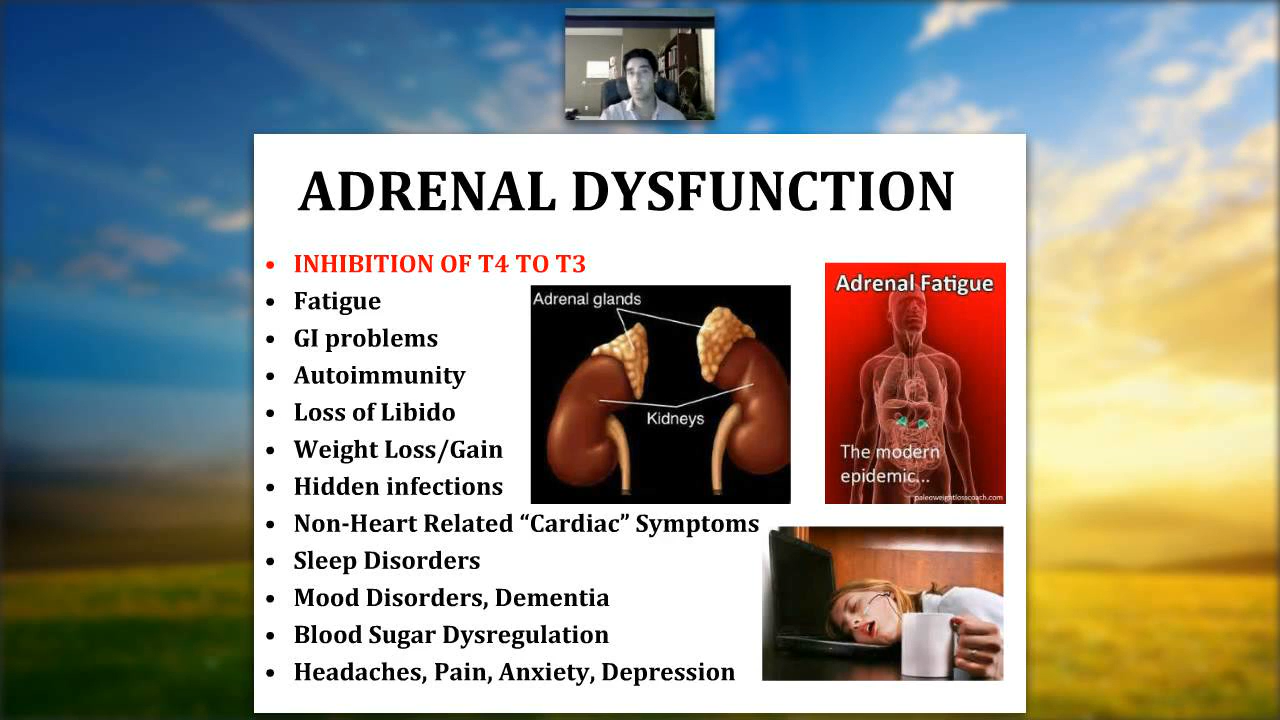 ADRENAL DYSFUNCTION
• INHIBITION OF T4 TO T3
• Fatigue
• GI problems
• Autoimmunity
• Loss of Libido
• Weight Loss/Gain
• Hidden infections
• Non-Heart Related “Cardiac” Symptoms
• Sleep Disorders
• Mood Disorders, Dementia
• Blood Sugar Dysregulation
• Headaches, Pain, Anxiety, Depression
Adrenal glands
Kidneys
Adrenal Fatigue
The modern
epidemic...
paleoweightlosscoach.com